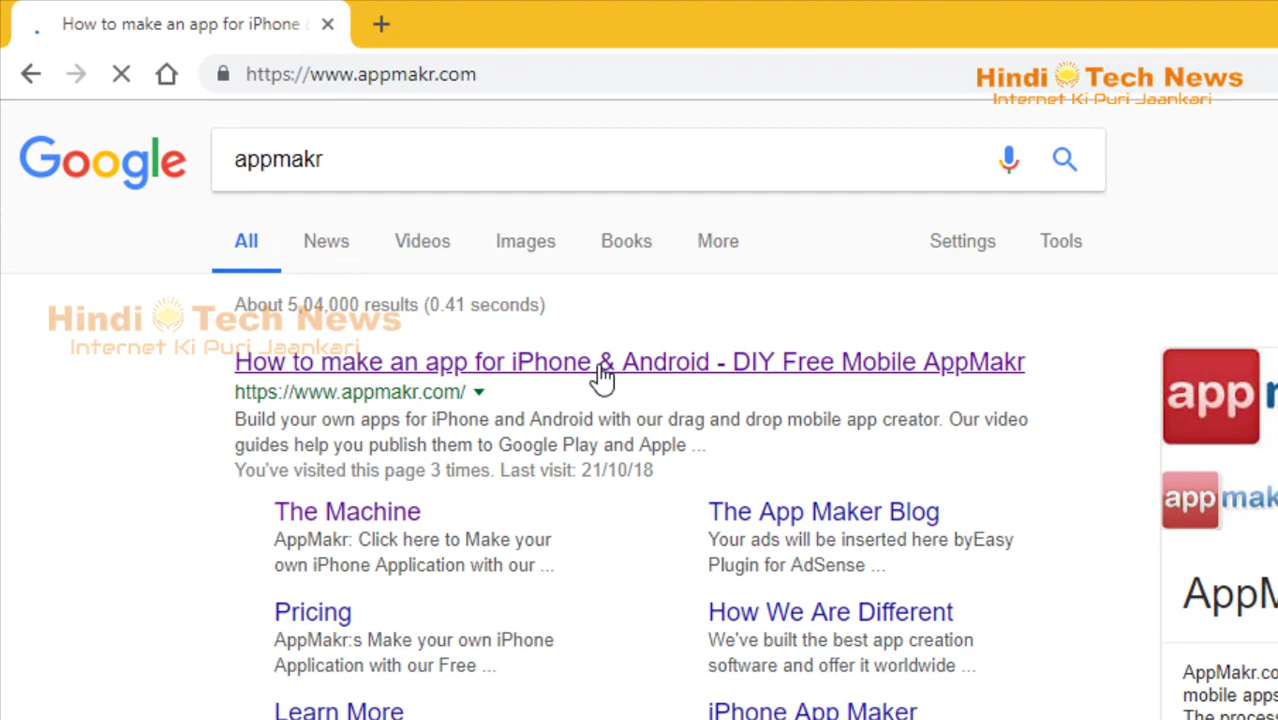 How to make an app for iPhone
https://www.appmakr.com
Hindi Tech News
Internet Ki Puri Jaankari
Google
appmakr
All News Videos Images Books More Settings Tools
About 5,04,000 results (0.41 seconds)
Hindi Tech News
Internet Ki Puri Jaankari
How to make an app for iPhone & Android - DIY Free Mobile AppMakr
https://www.appmakr.com/
Build your own apps for iPhone and Android with our drag and drop mobile app creator. Our video
guides help you publish them to Google Play and Apple ...
You've visited this page 3 times. Last visit: 21/10/18
The Machine
AppMakr: Click here to Make your
own iPhone Application with our ...
The App Maker Blog
Your ads will be inserted here byEasy
Plugin for AdSense ...
Pricing
AppMakr:s Make your own iPhone
Application with our Free ...
How We Are Different
We've built the best app creation
software and offer it worldwide ...
Learn More
iPhone App Maker
app
app mak
AppM
AppMakr.co
mobile apps
The process